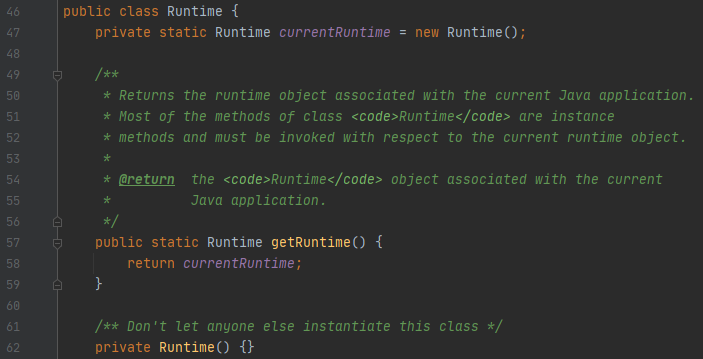 46 public class Runtime {
47 private static Runtime currentRuntime = new Runtime();
48
49 /**
50 * Returns the runtime object associated with the current Java application.
51 * Most of the methods of class <code>Runtime</code> are instance
52 * methods and must be invoked with respect to the current runtime object.
53 *
54 * @return  the <code>Runtime</code> object associated with the current
55 *          Java application.
56 */
57 public static Runtime getRuntime() {
58 return currentRuntime;
59 }
60
61 /** Don't let anyone else instantiate this class */
62 private Runtime() {}